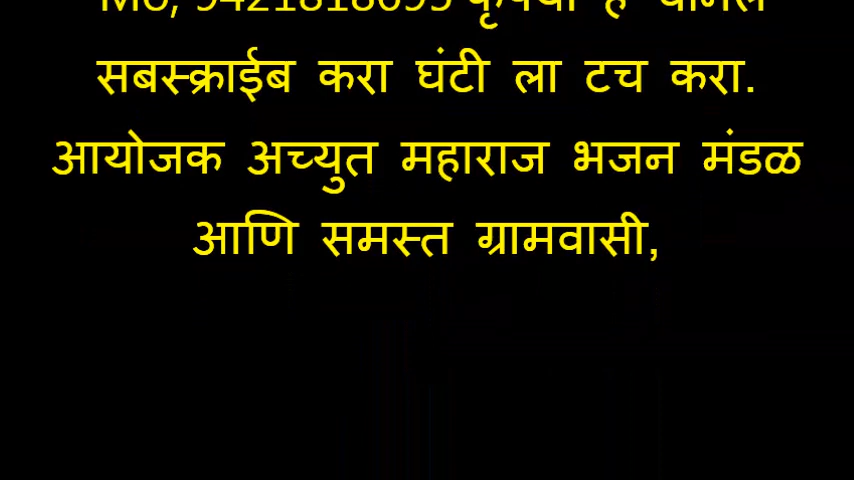 सबस्क्राईब करा घंटी ला टच करा.
आयोजक अच्युत महाराज भजन मंडळ
आणि समस्त ग्रामवासी,